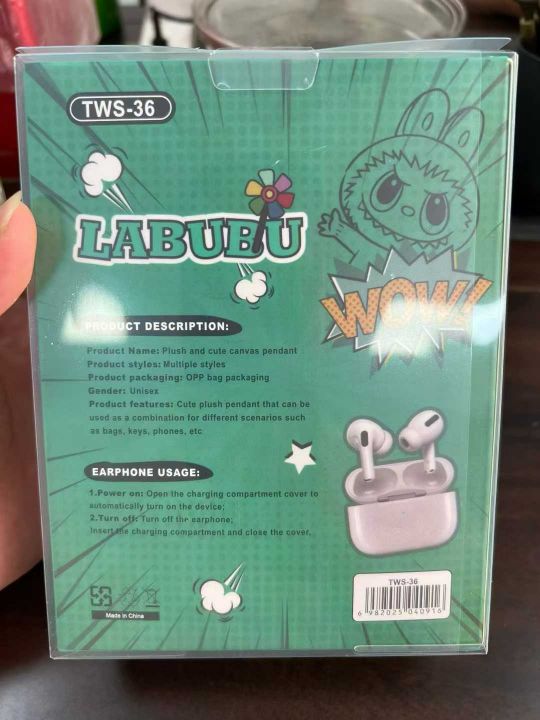 TWS-36
LABUBU
WOW!
PRODUCT DESCRIPTION:
Product Name: Plush and cute canvas pendant
Product styles: Multiple styles
Product packaging: OPP bag packaging
Gender: Unisex
Product features: Cute plush pendant that can be
used as a combination for different scenarios such
as bags, keys, phones, etc
EARPHONE USAGE:
1.Power on: Open the charging compartment cover to
automatically turn on the device;
2.Turn off: Turn off the earphone;
Insert the charging compartment and close the cover.
Made in China
TWS-36
6 982025 040916